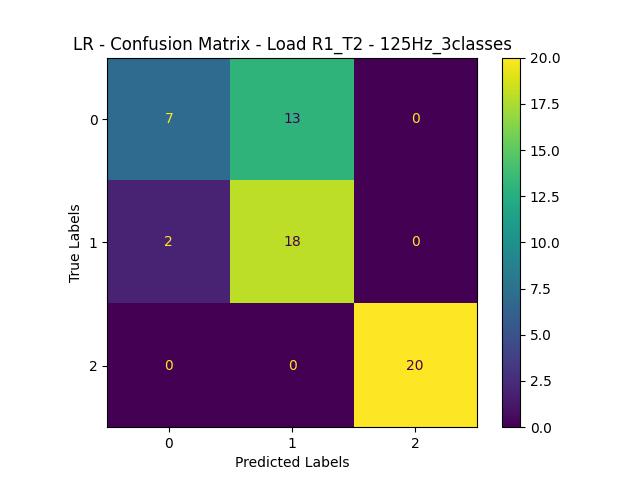 LR - Confusion Matrix - Load R1_T2 - 125Hz_3classes
20.0
17.5
15.0
12.5
10.0
7.5
5.0
2.5
0.0
True Labels
0
7 13 0
1
2 18 0
2
0 0 20
0 1 2
Predicted Labels